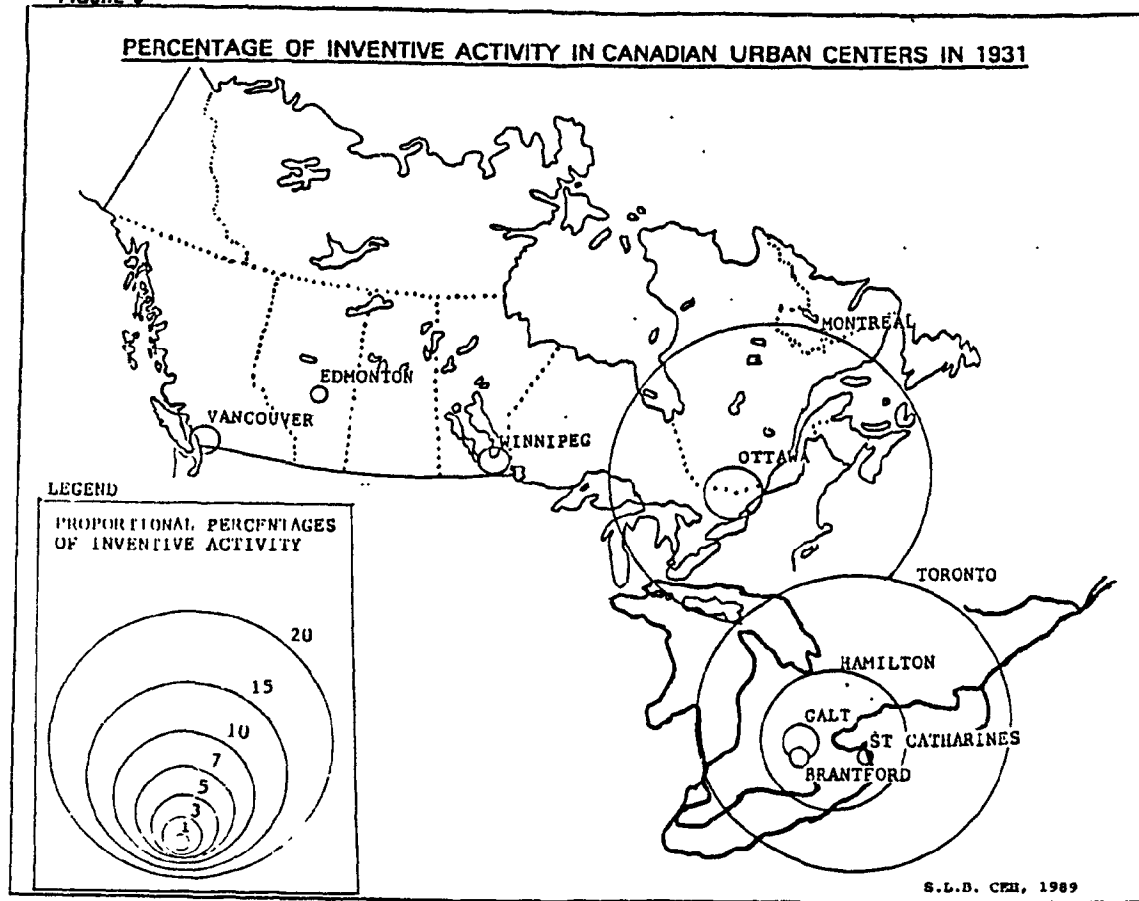 PERCENTAGE OF INVENTIVE ACTIVITY IN CANADIAN URBAN CENTERS IN 1931
MONTREAL
EDMONTON
VANCOUVER
WINNIPEG
OTTAWA
LEGEND
PROPORTIONAL PERCENTAGES
OF INVENTIVE ACTIVITY
20
15
10
7
5
3
1
TORONTO
HAMILTON
GALT
ST CATHARINES
BRANTFORD
S.L.B. CEH, 1989